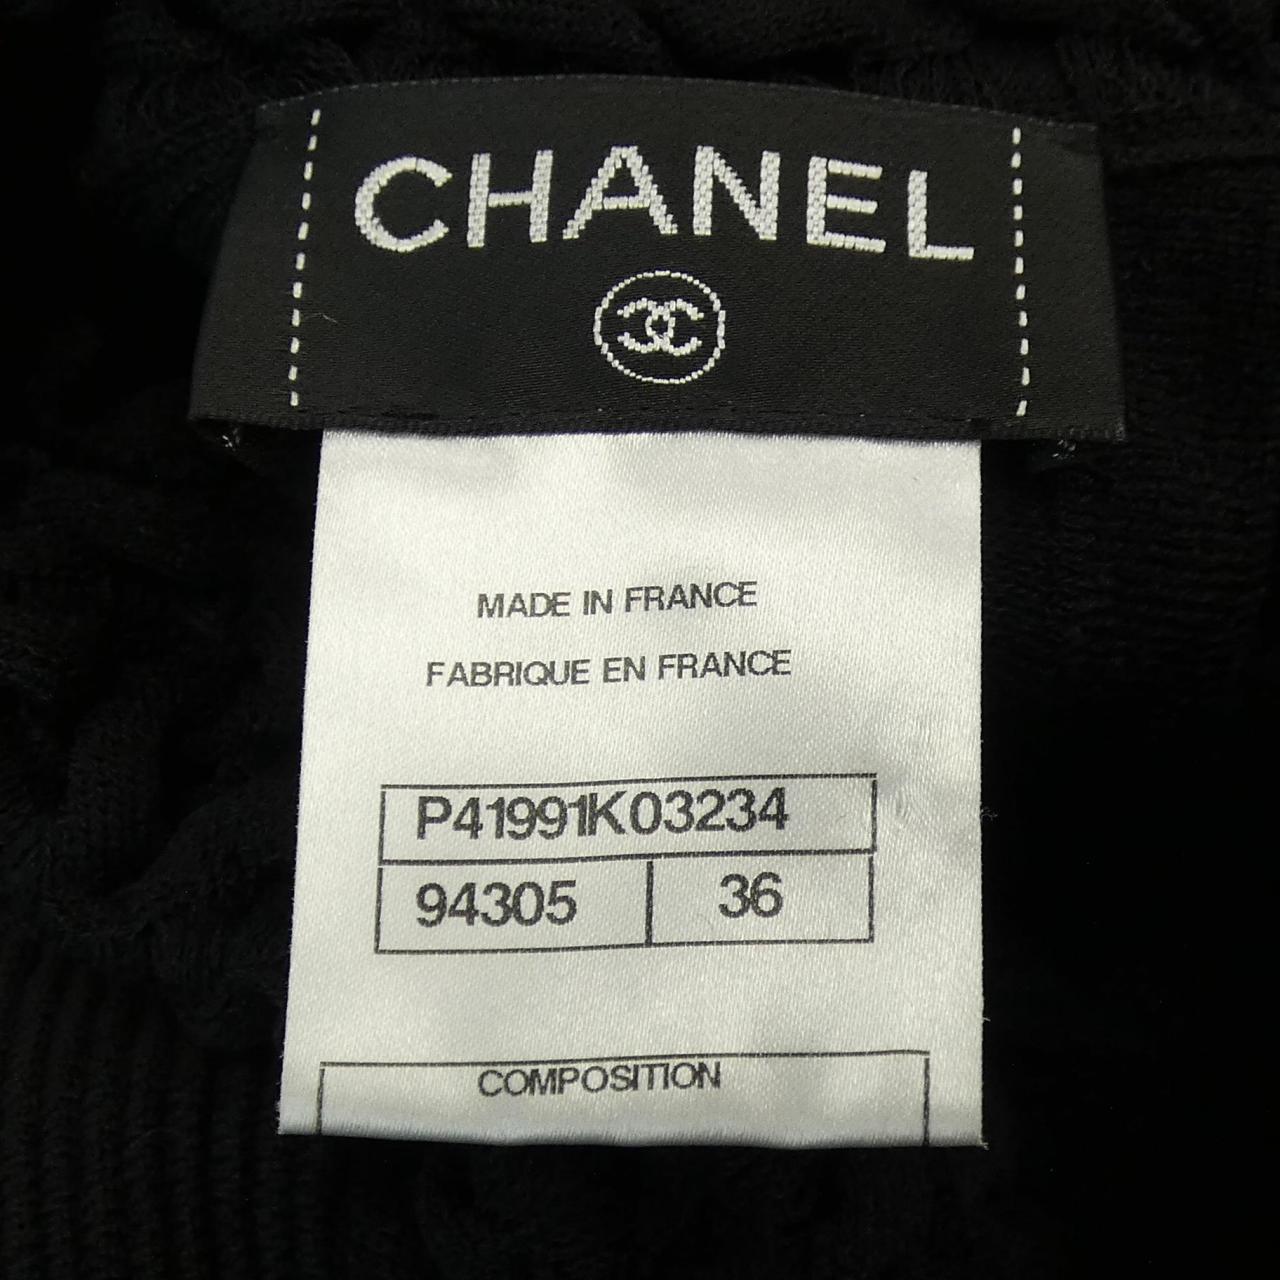 CHANEL
MADE IN FRANCE
FABRIQUE EN FRANCE
P41991K03234
94305 36
COMPOSITION